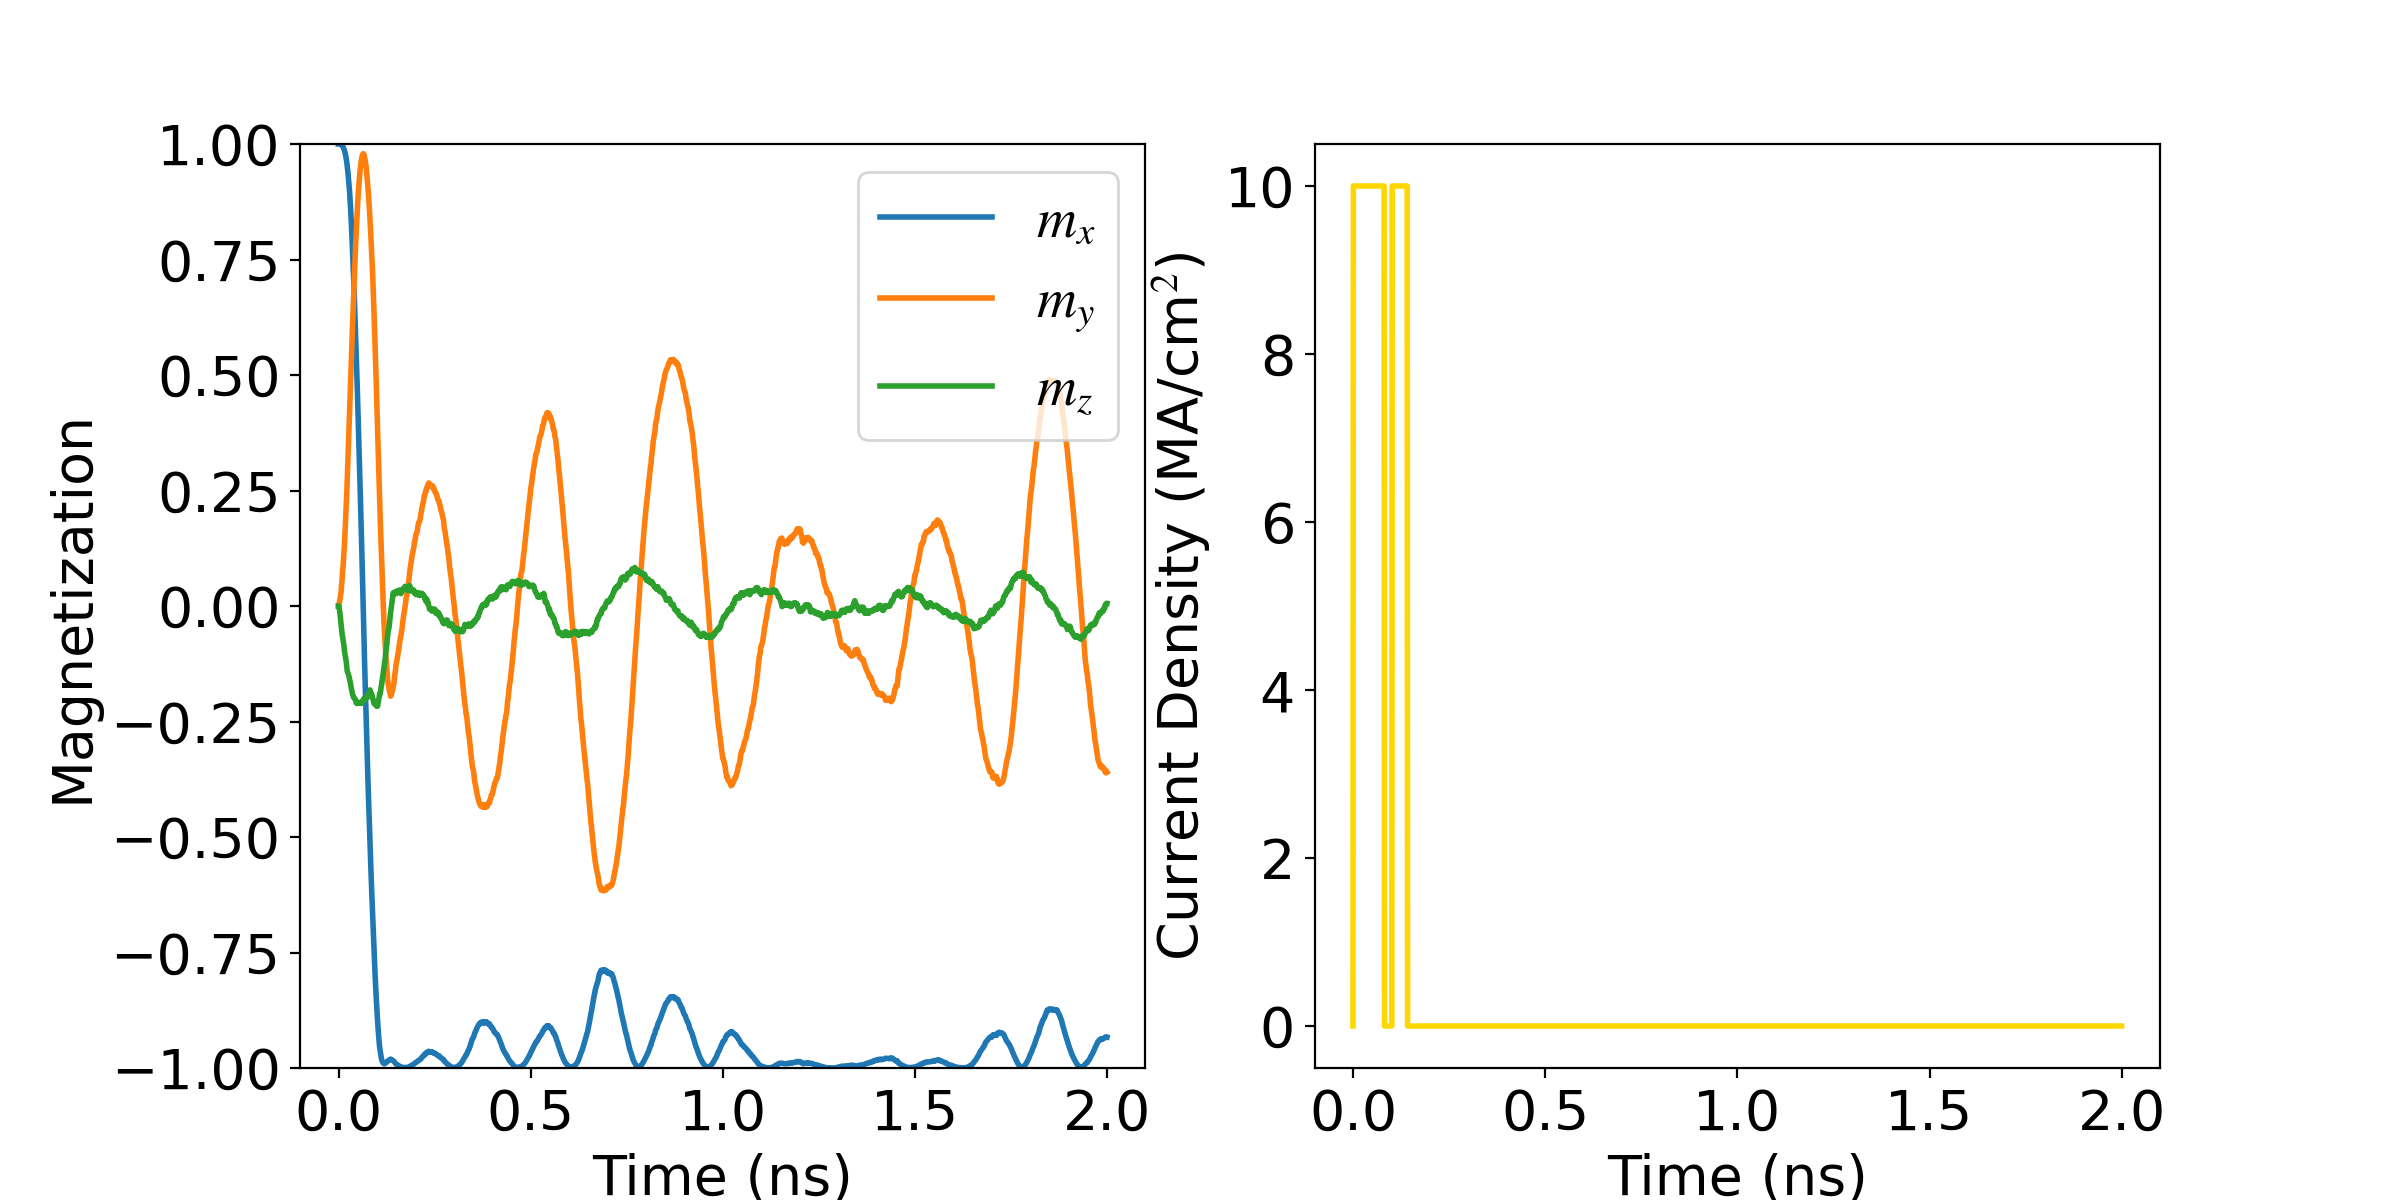 Magnetization
1.00
0.75
0.50
0.25
0.00
−0.25
−0.50
−0.75
−1.00
0.0 0.5 1.0 1.5 2.0
Time (ns)
m_x
m_y
m_z
Current Density (MA/cm²)
10
8
6
4
2
0
0.0 0.5 1.0 1.5 2.0
Time (ns)